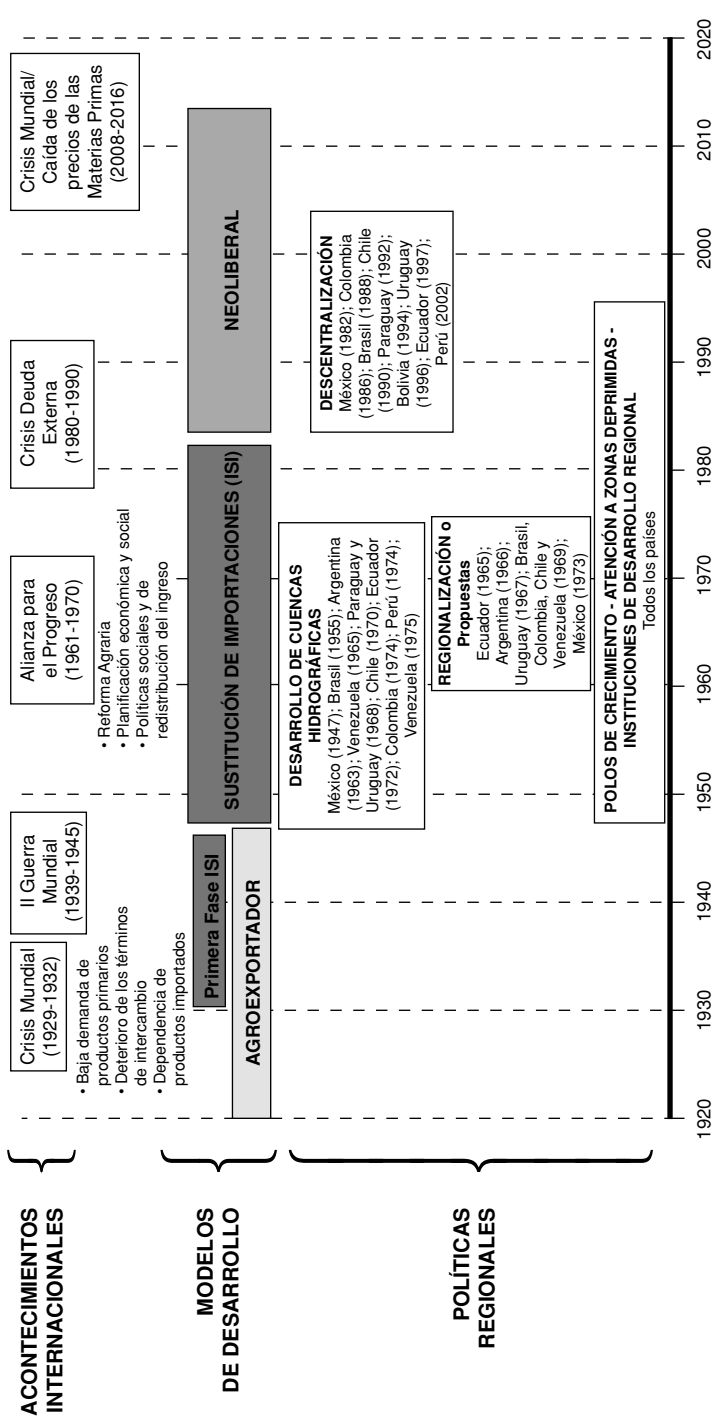 ACONTECIMIENTOS
INTERNACIONALES
Crisis Mundial
(1929-1932)
• Baja demanda de
productos primarios
• Deterioro de los términos
de intercambio
• Dependencia de
productos importados
II Guerra
Mundial
(1939-1945)
Alianza para
el Progreso
(1961-1970)
• Reforma Agraria
• Planificación económica y social
• Políticas sociales y de
redistribución del ingreso
Crisis Deuda
Externa
(1980-1990)
Crisis Mundial/
Caída de los
precios de las
Materias Primas
(2008-2016)
MODELOS
DE DESARROLLO
Primera Fase ISI
AGROEXPORTADOR
SUSTITUCIÓN DE IMPORTACIONES (ISI)
NEOLIBERAL
POLÍTICAS
REGIONALES
DESARROLLO DE CUENCAS
HIDROGRÁFICAS
México (1947); Brasil (1955); Argentina
(1963); Venezuela (1965); Paraguay y
Uruguay (1968); Chile (1970); Ecuador
(1972); Colombia (1974); Perú (1974);
Venezuela (1975)
DESCENTRALIZACIÓN
México (1982); Colombia
(1986); Brasil (1988); Chile
(1990); Paraguay (1992);
Bolivia (1994); Uruguay
(1996); Ecuador (1997);
Perú (2002)
REGIONALIZACIÓN o
Propuestas
Ecuador (1965);
Argentina (1966);
Uruguay (1967); Brasil,
Colombia, Chile y
Venezuela (1969);
México (1973)
POLOS DE CRECIMIENTO - ATENCIÓN A ZONAS DEPRIMIDAS -
INSTITUCIONES DE DESARROLLO REGIONAL
Todos los países
1920 1930 1940 1950 1960 1970 1980 1990 2000 2010 2020